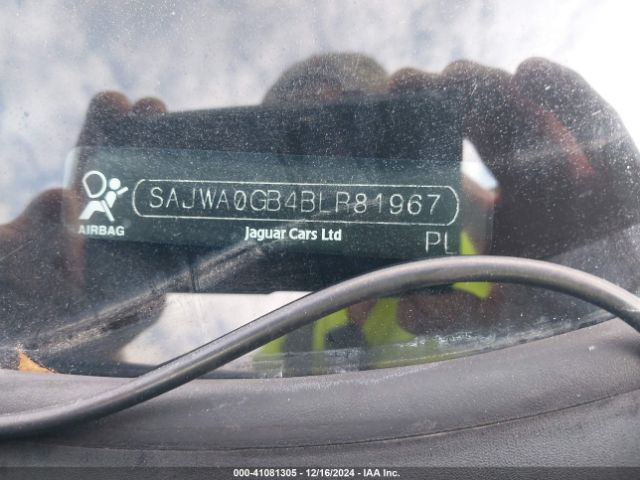 SAJWA0GB4BLR81967
AIRBAG
Jaguar Cars Ltd
PL
000-41081305 - 12/16/2024 - IAA Inc.